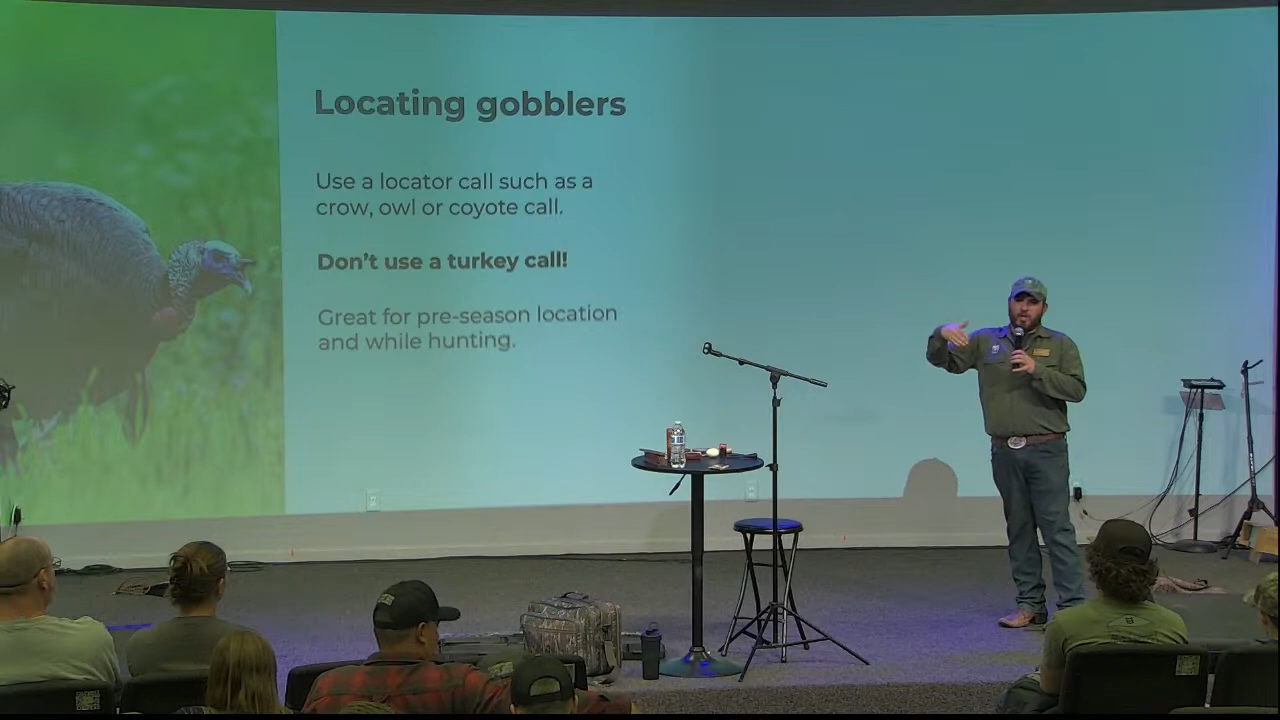 Locating gobblers
Use a locator call such as a
crow, owl or coyote call.
Don't use a turkey call!
Great for pre-season location
and while hunting.